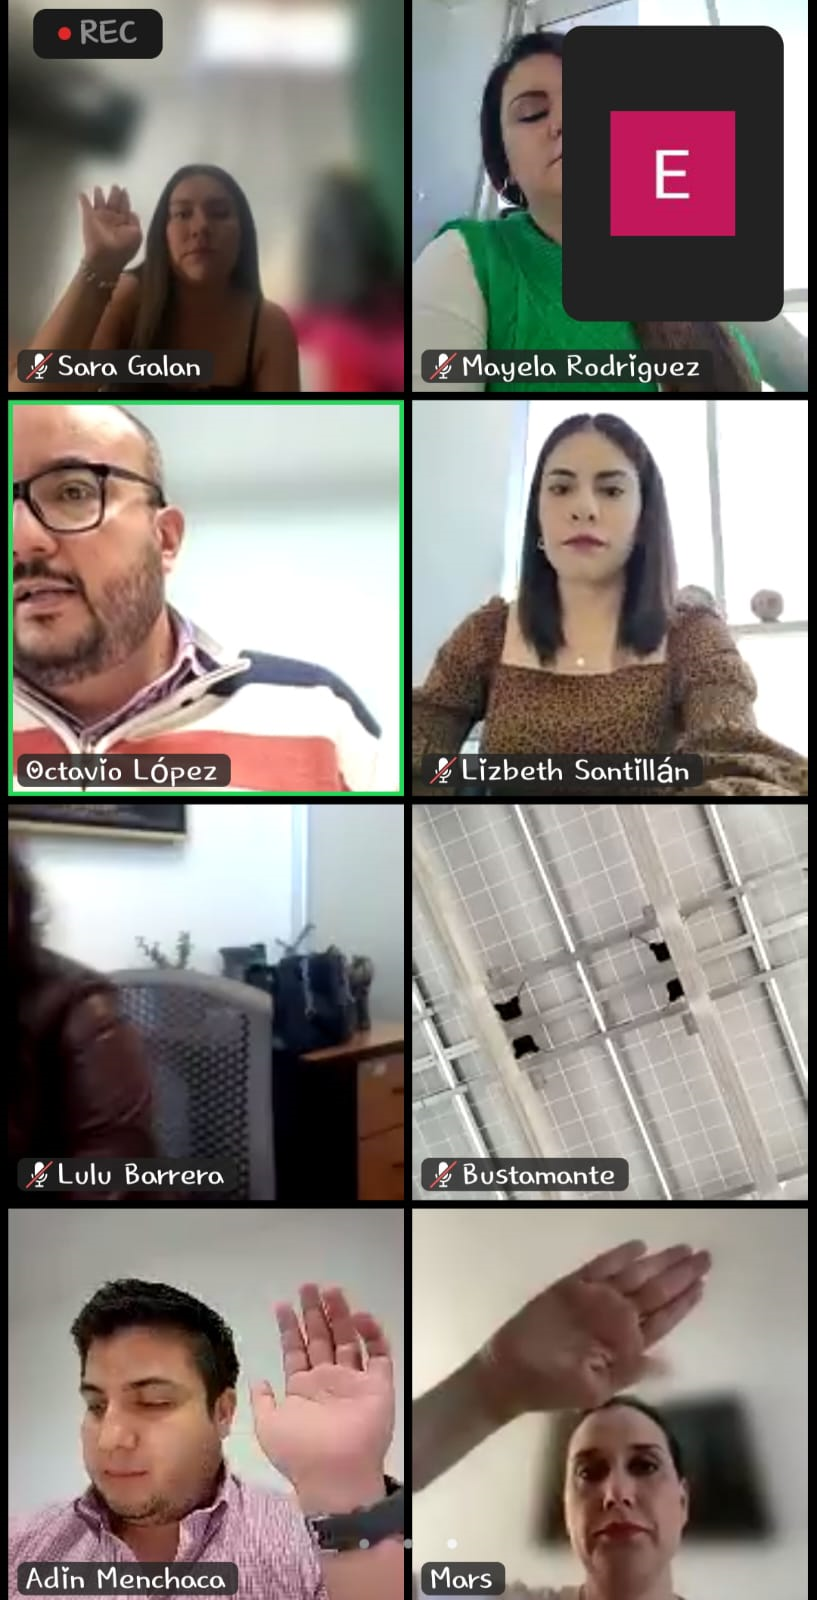 REC
E
Sara Galan
Mayela Rodriguez
Octavio López
Lizbeth Santillán
Lulu Barrera
Bustamante
Adin Menchaca
Mars